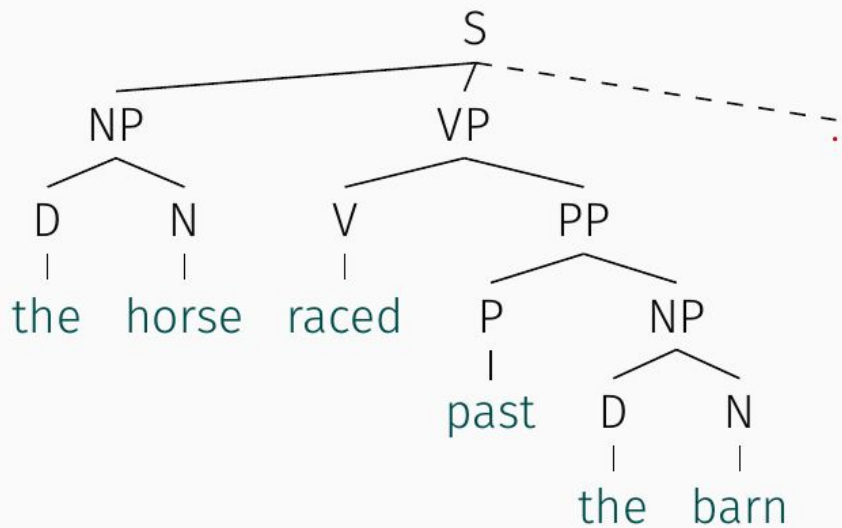 S
NP VP
D N V PP
the horse raced P NP
past D N
the barn